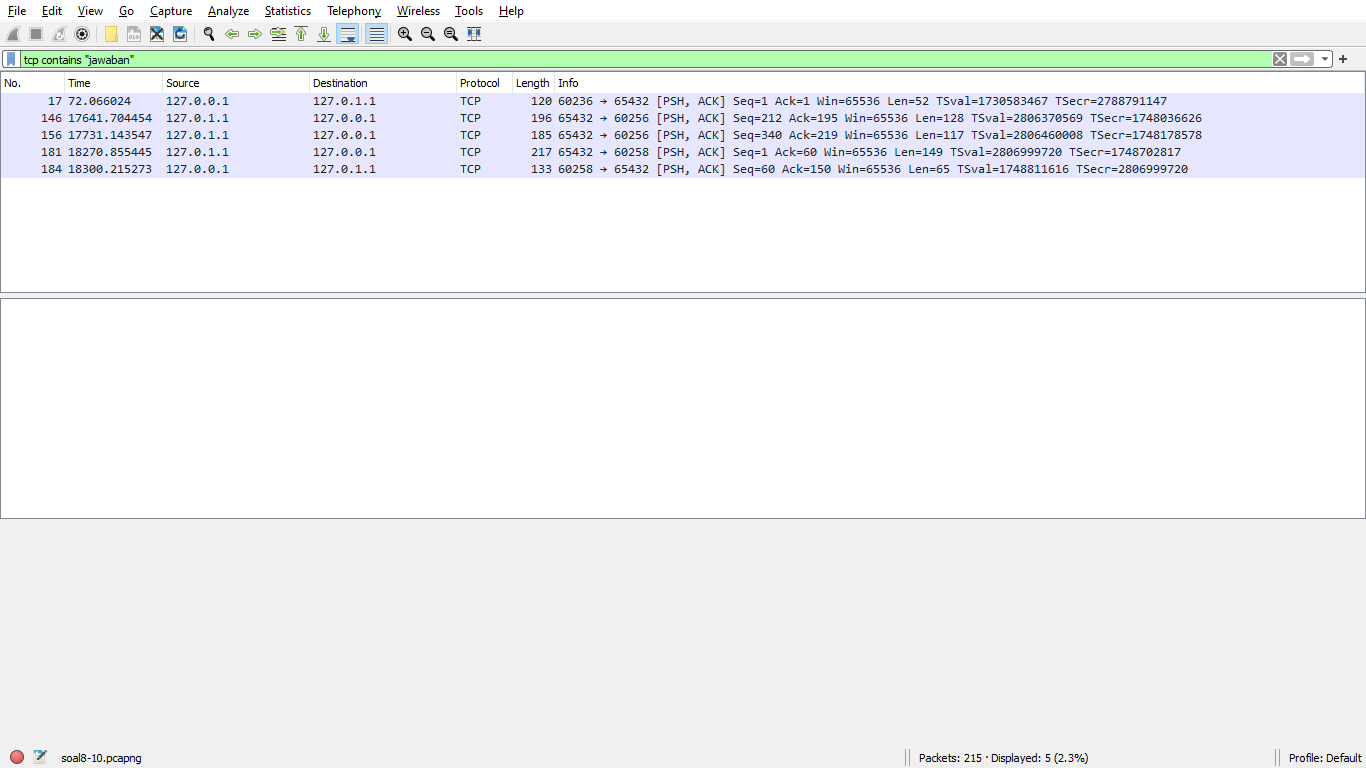 File Edit View Go Capture Analyze Statistics Telephony Wireless Tools Help
tcp contains "jawaban"
No. Time Source Destination Protocol Length Info
17 72.066024 127.0.0.1 127.0.1.1 TCP 120 60236 → 65432 [PSH, ACK] Seq=1 Ack=1 Win=65536 Len=52 TSval=1730583467 TSecr=2788791147
146 17641.704454 127.0.1.1 127.0.0.1 TCP 196 65432 → 60256 [PSH, ACK] Seq=212 Ack=195 Win=65536 Len=128 TSval=2806370569 TSecr=1748036626
156 17731.143547 127.0.1.1 127.0.0.1 TCP 185 65432 → 60256 [PSH, ACK] Seq=340 Ack=219 Win=65536 Len=117 TSval=2806460008 TSecr=1748178578
181 18270.855445 127.0.1.1 127.0.0.1 TCP 217 65432 → 60258 [PSH, ACK] Seq=1 Ack=60 Win=65536 Len=149 TSval=2806999720 TSecr=1748702817
184 18300.215273 127.0.0.1 127.0.1.1 TCP 133 60258 → 65432 [PSH, ACK] Seq=60 Ack=150 Win=65536 Len=65 TSval=1748811616 TSecr=2806999720
soal8-10.pcapng Packets: 215 · Displayed: 5 (2.3%) Profile: Default